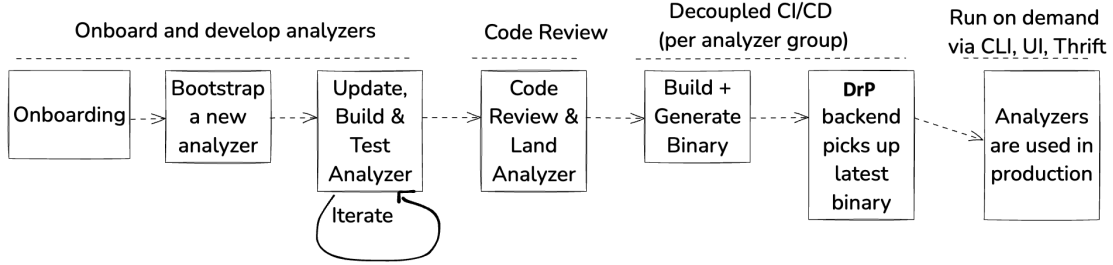 Onboard and develop analyzers
Code Review
Decoupled CI/CD
(per analyzer group)
Run on demand
via CLI, UI, Thrift
Onboarding
Bootstrap
a new
analyzer
Update,
Build &
Test
Analyzer
Iterate
Code
Review &
Land
Analyzer
Build +
Generate
Binary
DrP
backend
picks up
latest
binary
Analyzers
are used in
production